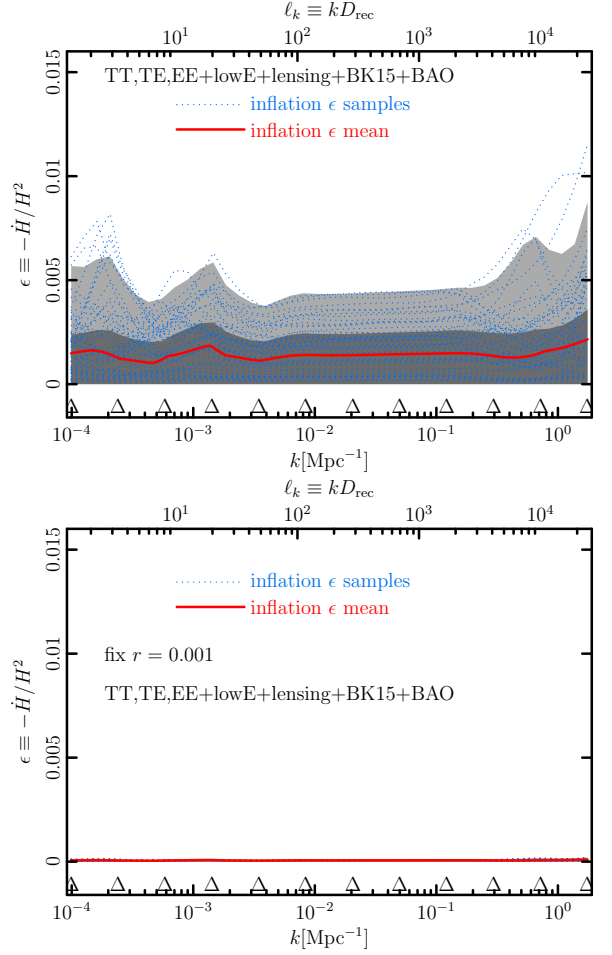 ℓ_k ≡ kD_rec
10^1 10^2 10^3 10^4
TT,TE,EE+lowE+lensing+BK15+BAO
inflation ϵ samples
inflation ϵ mean
ϵ ≡ −Ḣ/H^2
0.015
0.01
0.005
0
10^−4 10^−3 10^−2 10^−1 10^0
k[Mpc^−1]
ℓ_k ≡ kD_rec
10^1 10^2 10^3 10^4
inflation ϵ samples
inflation ϵ mean
fix r = 0.001
TT,TE,EE+lowE+lensing+BK15+BAO
ϵ ≡ −Ḣ/H^2
0.015
0.01
0.005
0
10^−4 10^−3 10^−2 10^−1 10^0
k[Mpc^−1]